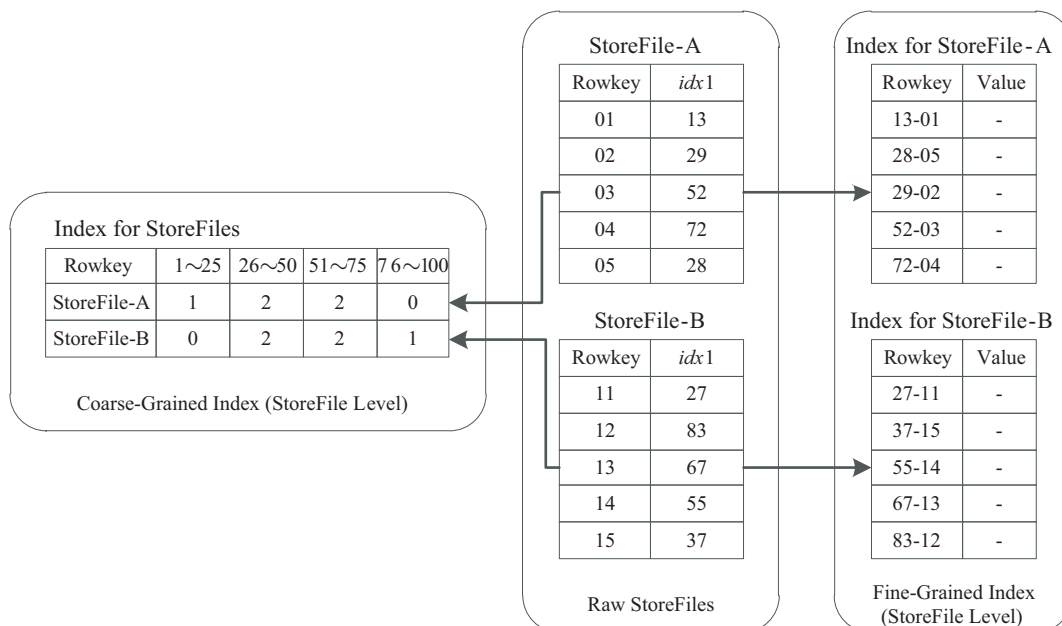 Index for StoreFiles
Rowkey 1~25 26~50 51~75 76~100
StoreFile-A 1 2 2 0
StoreFile-B 0 2 2 1
Coarse-Grained Index (StoreFile Level)
StoreFile-A
Rowkey idx1
01 13
02 29
03 52
04 72
05 28
StoreFile-B
Rowkey idx1
11 27
12 83
13 67
14 55
15 37
Raw StoreFiles
Index for StoreFile-A
Rowkey Value
13-01 -
28-05 -
29-02 -
52-03 -
72-04 -
Index for StoreFile-B
Rowkey Value
27-11 -
37-15 -
55-14 -
67-13 -
83-12 -
Fine-Grained Index
(StoreFile Level)